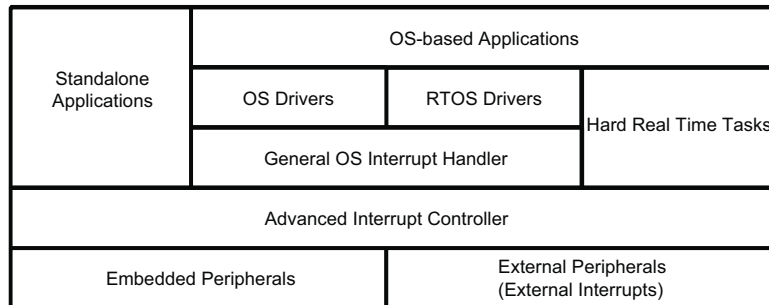 OS-based Applications
Standalone
Applications
OS Drivers
RTOS Drivers
Hard Real Time Tasks
General OS Interrupt Handler
Advanced Interrupt Controller
Embedded Peripherals
External Peripherals
(External Interrupts)